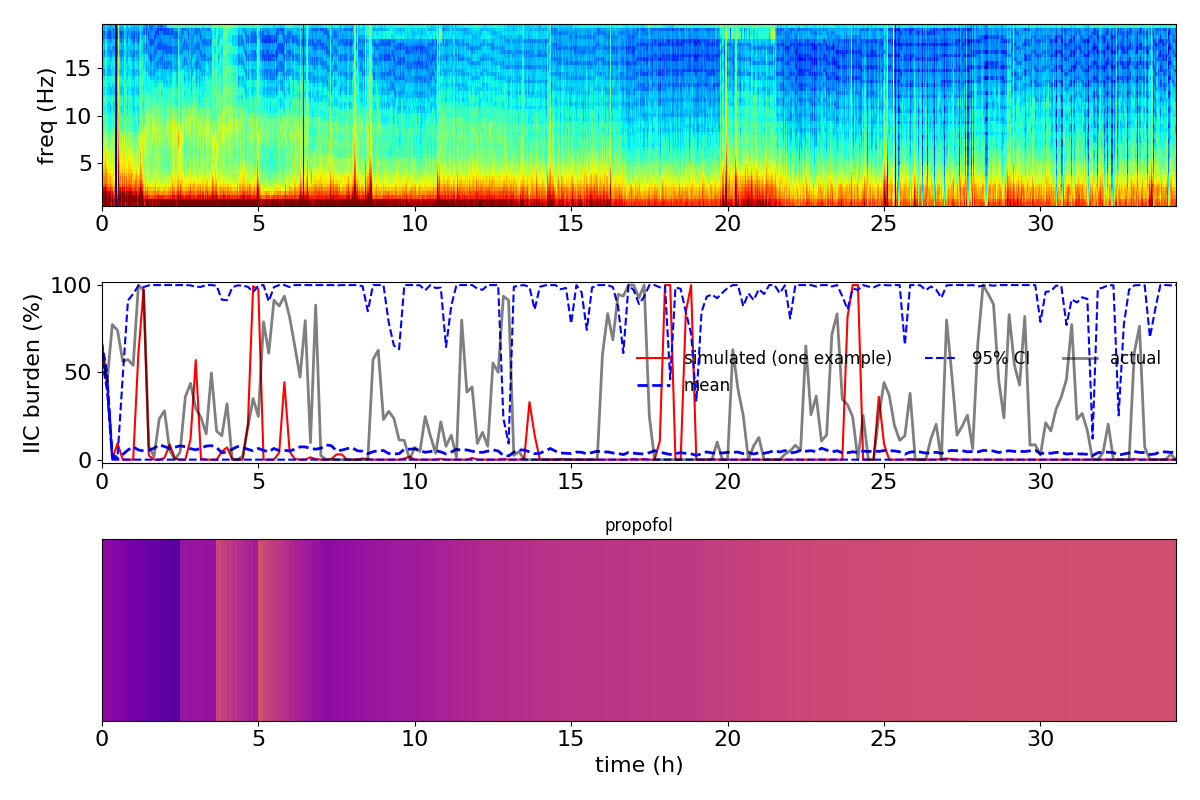 freq (Hz)
15
10
5
0 5 10 15 20 25 30
IIC burden (%)
100
50
0
simulated (one example) 95% CI actual
mean
0 5 10 15 20 25 30
propofol
0 5 10 15 20 25 30
time (h)